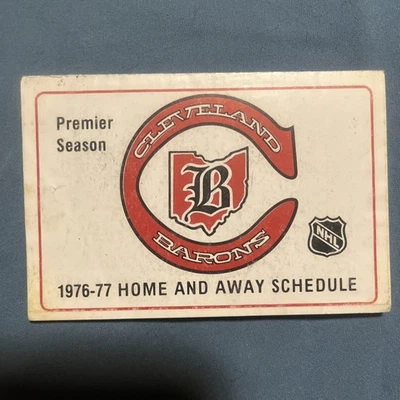 Premier
Season
CLEVELAND
B
BARONS
NHL
1976-77 HOME AND AWAY SCHEDULE